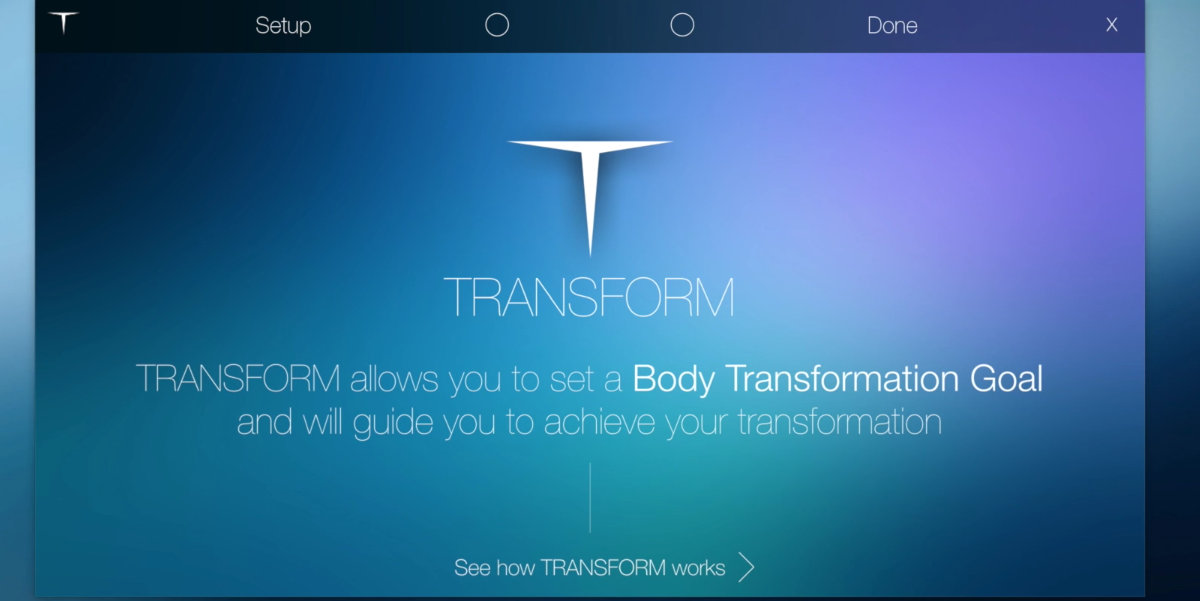 Setup
Done
X
TRANSFORM
TRANSFORM allows you to set a Body Transformation Goal
and will guide you to achieve your transformation
See how TRANSFORM works